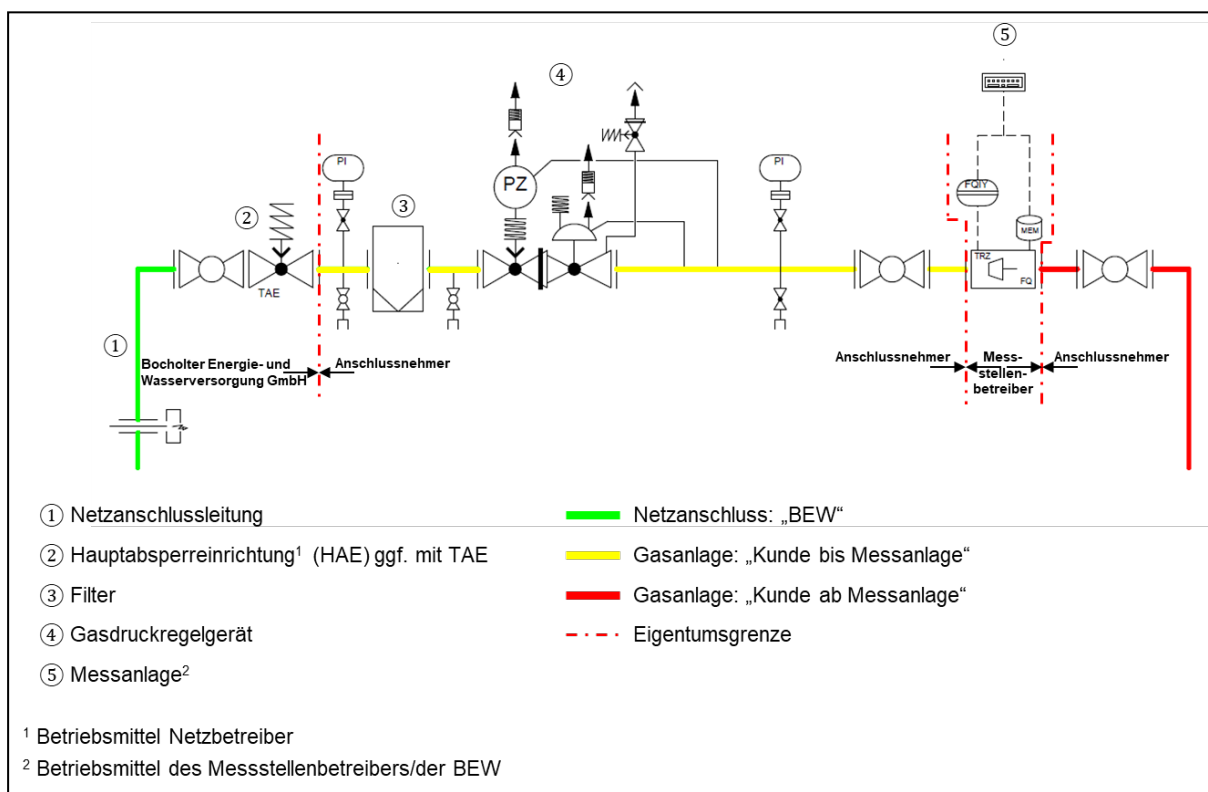 ⑤
④
PI
PZ
PI
FQIY
MEM
②
③
TAE
TRZ
FQ
①
Bocholter Energie- und
Wasserversorgung GmbH
Anschlussnehmer
Anschlussnehmer
Mess-
stellen-
betreiber
Anschlussnehmer
① Netzanschlussleitung
② Hauptabsperreinrichtung¹ (HAE) ggf. mit TAE
③ Filter
④ Gasdruckregelgerät
⑤ Messanlage²
Netzanschluss: „BEW“
Gasanlage: „Kunde bis Messanlage“
Gasanlage: „Kunde ab Messanlage“
Eigentumsgrenze
¹ Betriebsmittel Netzbetreiber
² Betriebsmittel des Messstellenbetreibers/der BEW